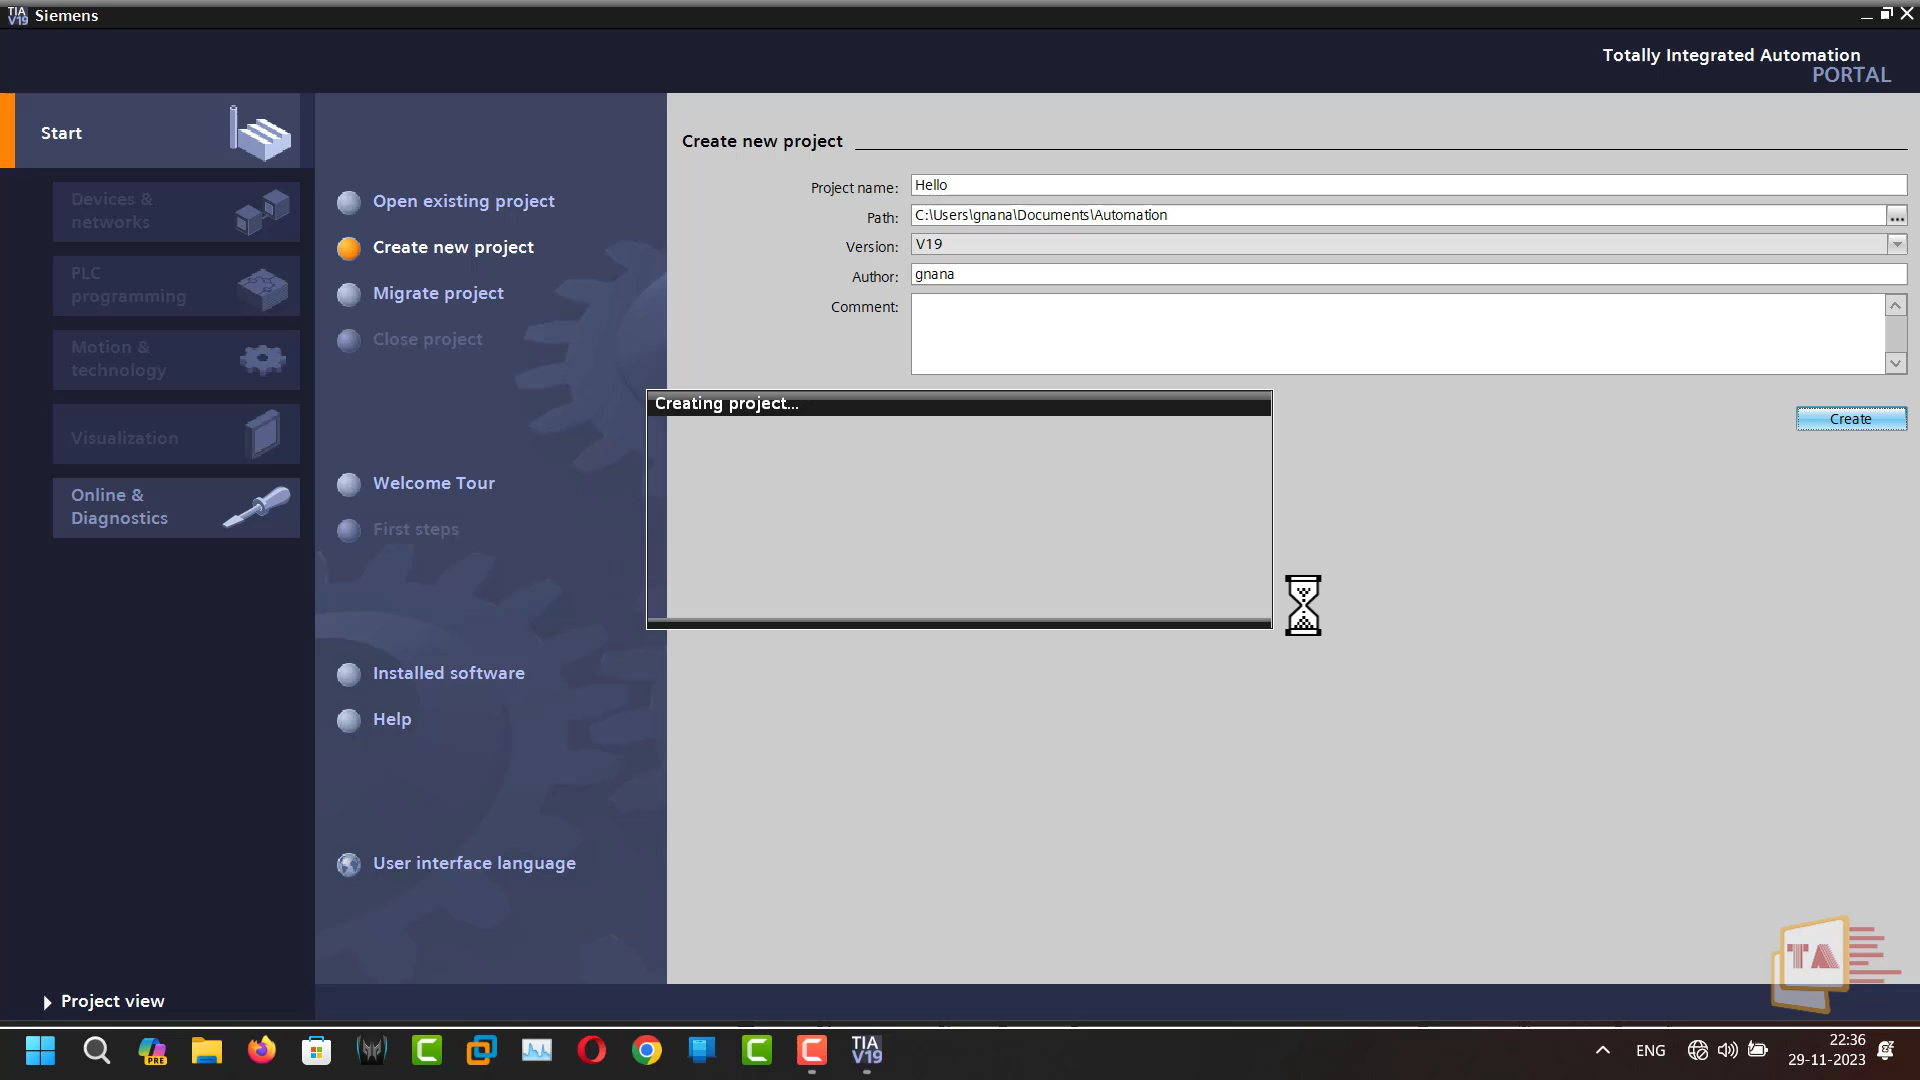 TIA
V19
Siemens
Totally Integrated Automation
PORTAL
Start
Devices &
networks
PLC
programming
Motion &
technology
Visualization
Online &
Diagnostics
Open existing project
Create new project
Migrate project
Close project
Welcome Tour
First steps
Installed software
Help
User interface language
Create new project
Project name:
Hello
Path:
C:\Users\gnana\Documents\Automation
...
Version:
V19
Author:
gnana
Comment:
Create
Creating project...
Project view
TA
PRE
TIA
V19
ENG
22:36
29-11-2023